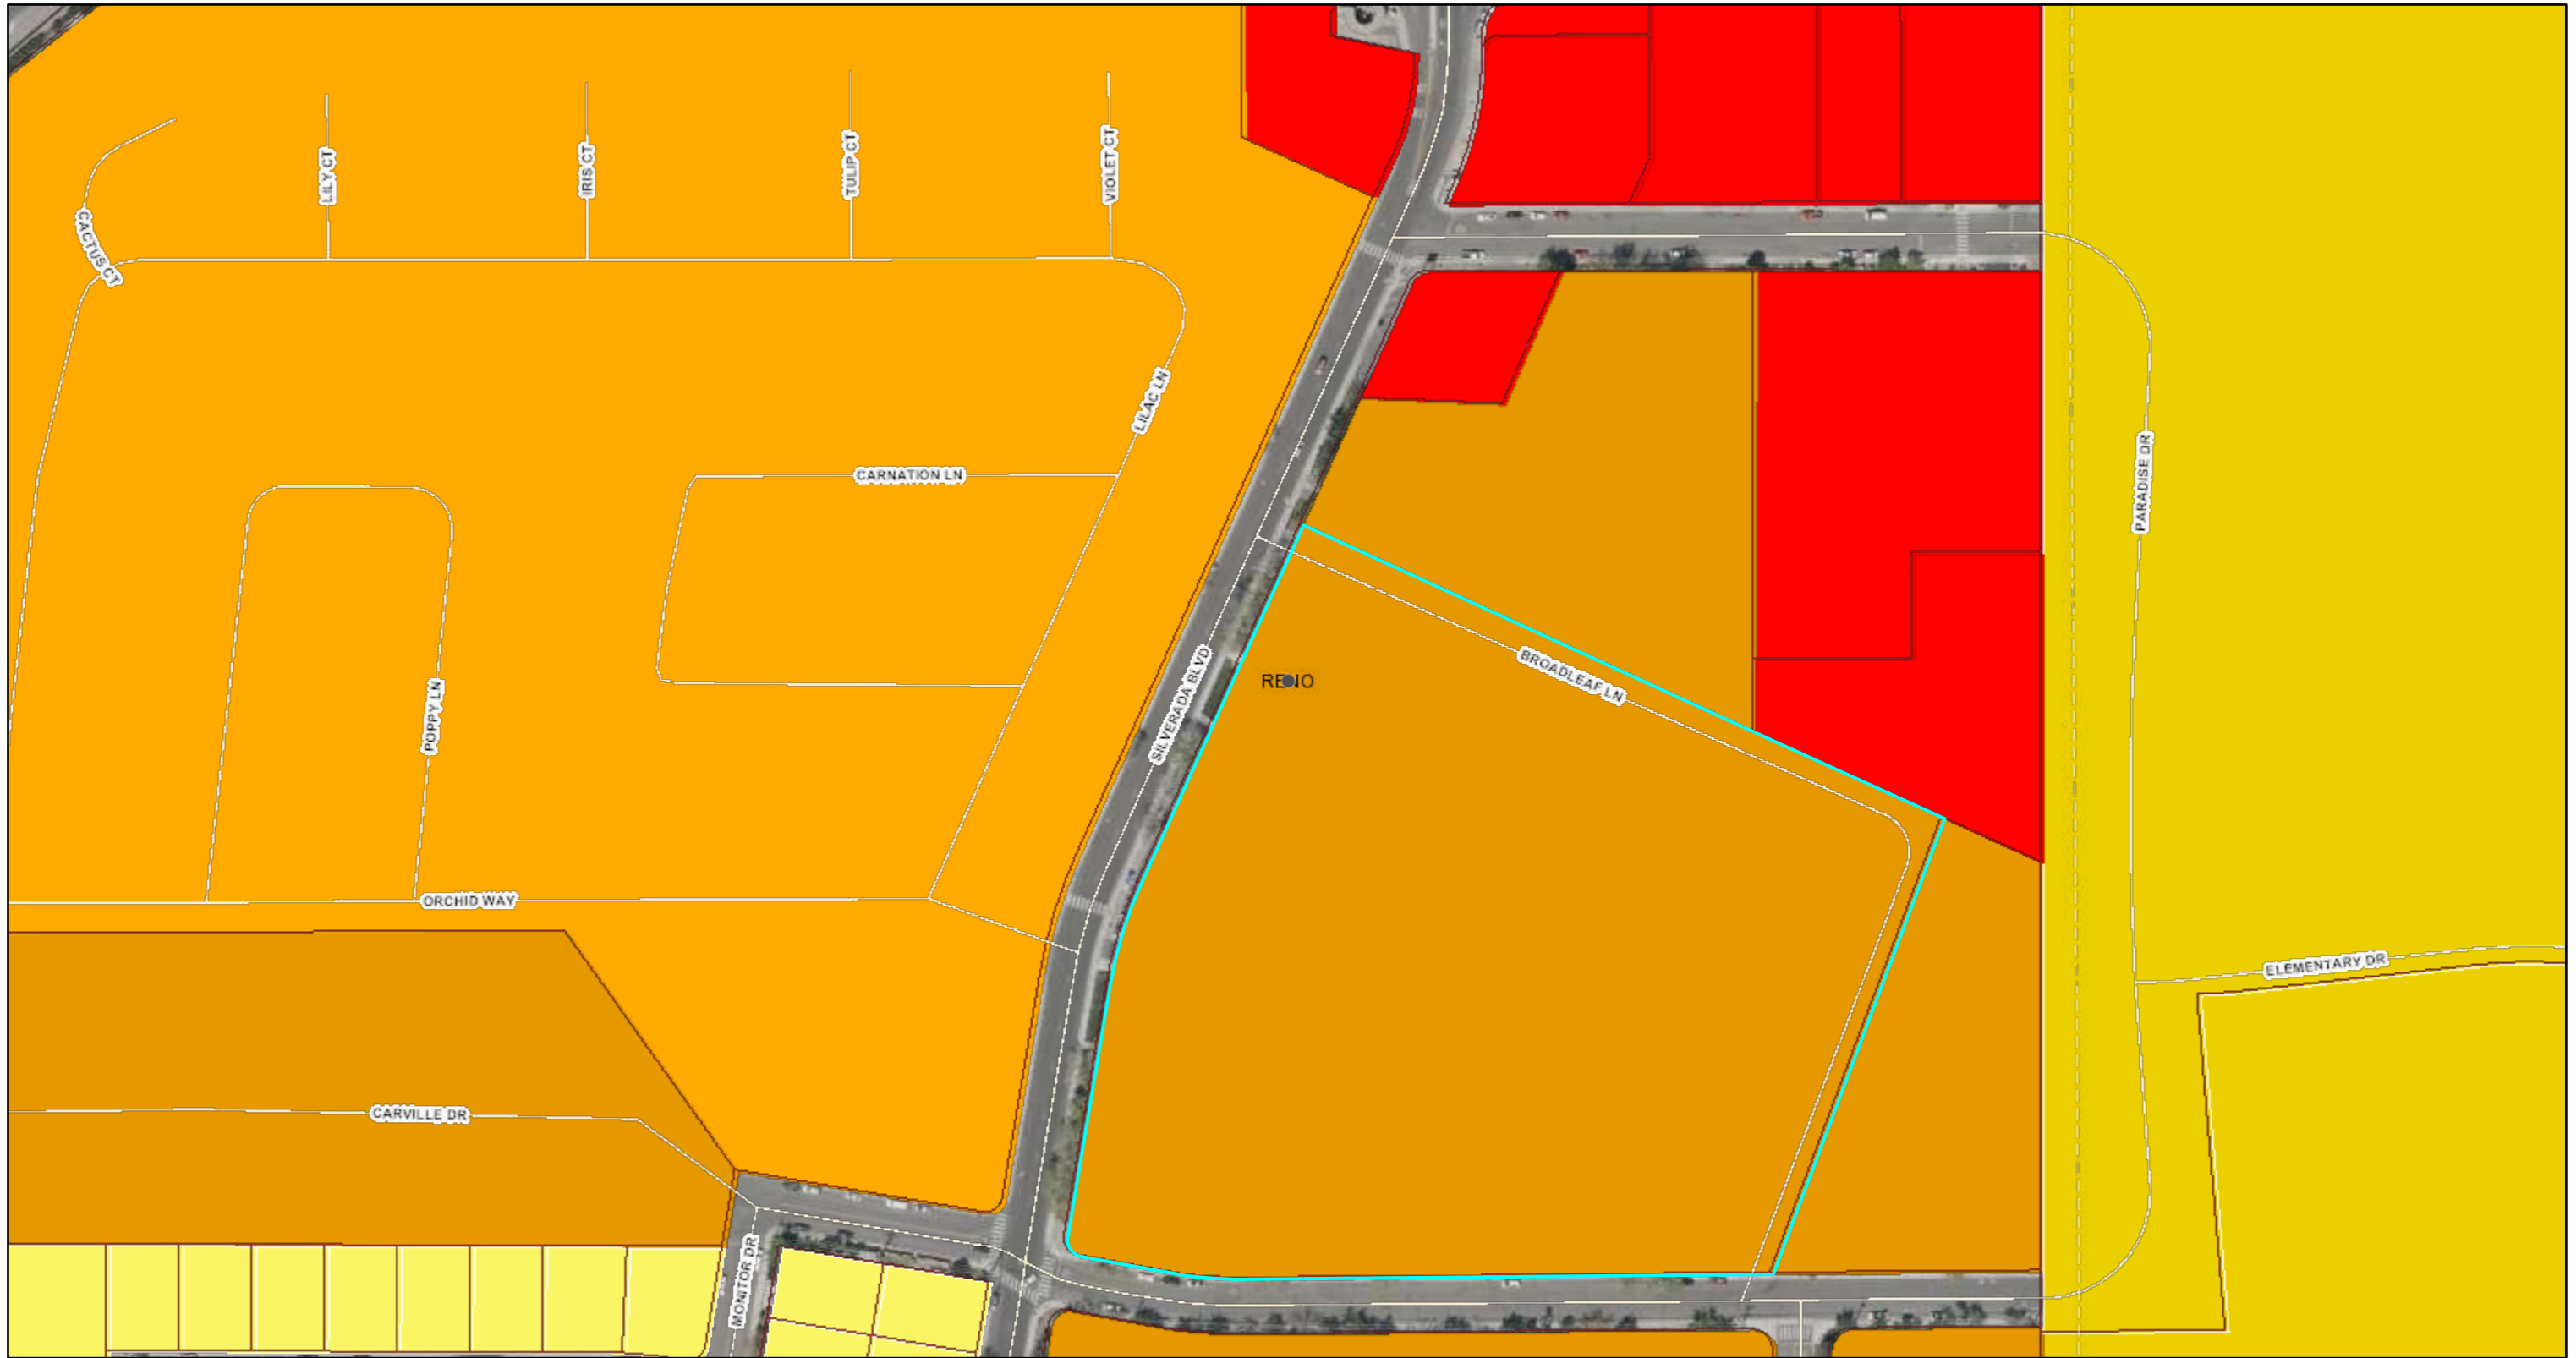 LILY CT
IRIS CT
TULIP CT
VIOLET CT
CACTUS CT
LILAC LN
CARNATION LN
PARADISE DR
POPPY LN
SILVERADA BLVD
RENO
BROADLEAF LN
ORCHID WAY
ELEMENTARY DR
CARVILLE DR
MONITOR DR